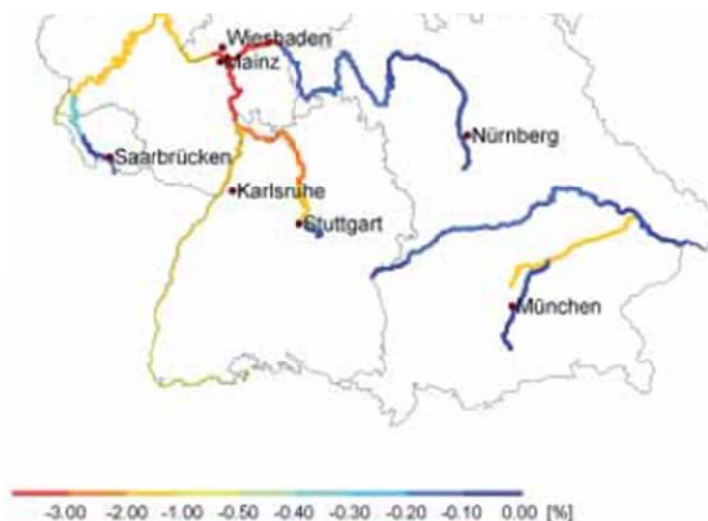 Wiesbaden
Mainz
Nürnberg
Saarbrücken
Karlsruhe
Stuttgart
München
-3.00 -2.00 -1.00 -0.50 -0.40 -0.30 -0.20 -0.10 0.00 [%]